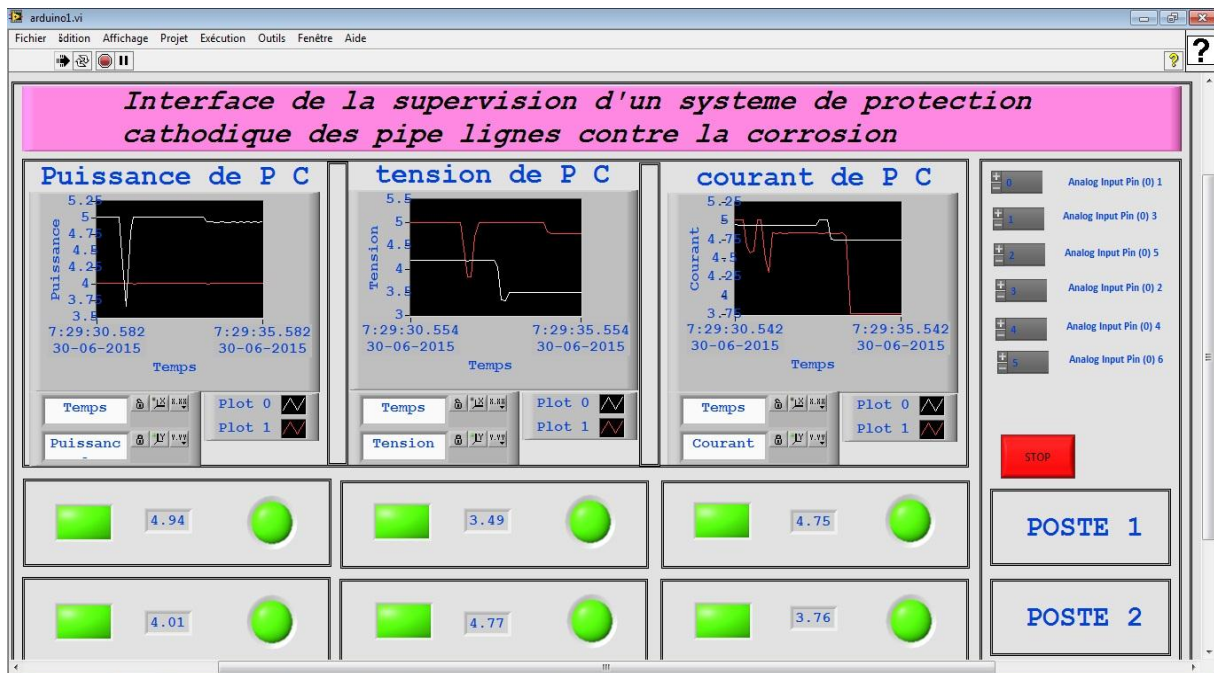 arduino1.vi
Fichier Edition Affichage Projet Exécution Outils Fenêtre Aide
?
Interface de la supervision d'un systeme de protection
cathodique des pipe lignes contre la corrosion
Puissance de P C
5.25
5
4.75
4.5
4.25
4
3.75
3.5
Puissance
7:29:30.582 7:29:35.582
30-06-2015 30-06-2015
Temps
Temps
Puissanc
Plot 0
Plot 1
tension de P C
5.5
5
4.5
4
3.5
3
Tension
7:29:30.554 7:29:35.554
30-06-2015 30-06-2015
Temps
Temps
Tension
Plot 0
Plot 1
courant de P C
5.25
5
4.75
4.5
4.25
4
3.75
Courant
7:29:30.542 7:29:35.542
30-06-2015 30-06-2015
Temps
Temps
Courant
Plot 0
Plot 1
0 Analog Input Pin (0) 1
1 Analog Input Pin (0) 3
2 Analog Input Pin (0) 5
3 Analog Input Pin (0) 2
4 Analog Input Pin (0) 4
5 Analog Input Pin (0) 6
STOP
4.94 3.49 4.75 POSTE 1
4.01 4.77 3.76 POSTE 2